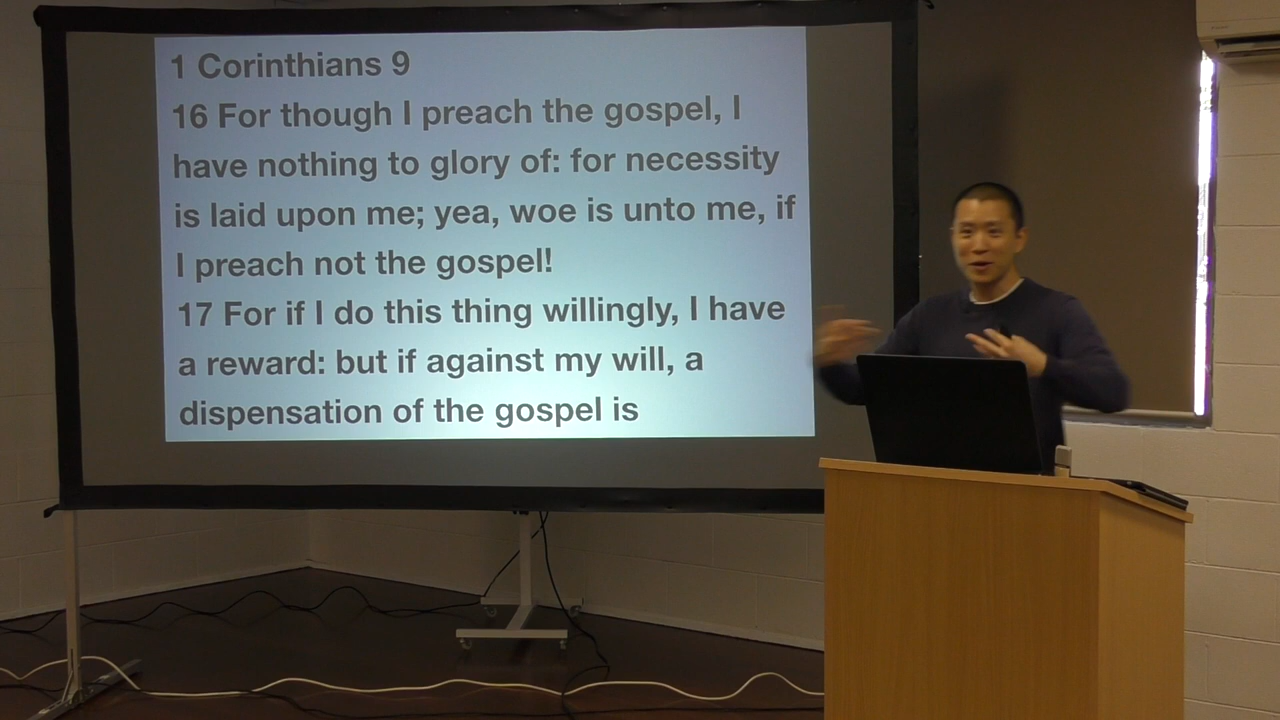 1 Corinthians 9
16 For though I preach the gospel, I
have nothing to glory of: for necessity
is laid upon me; yea, woe is unto me, if
I preach not the gospel!
17 For if I do this thing willingly, I have
a reward: but if against my will, a
dispensation of the gospel is